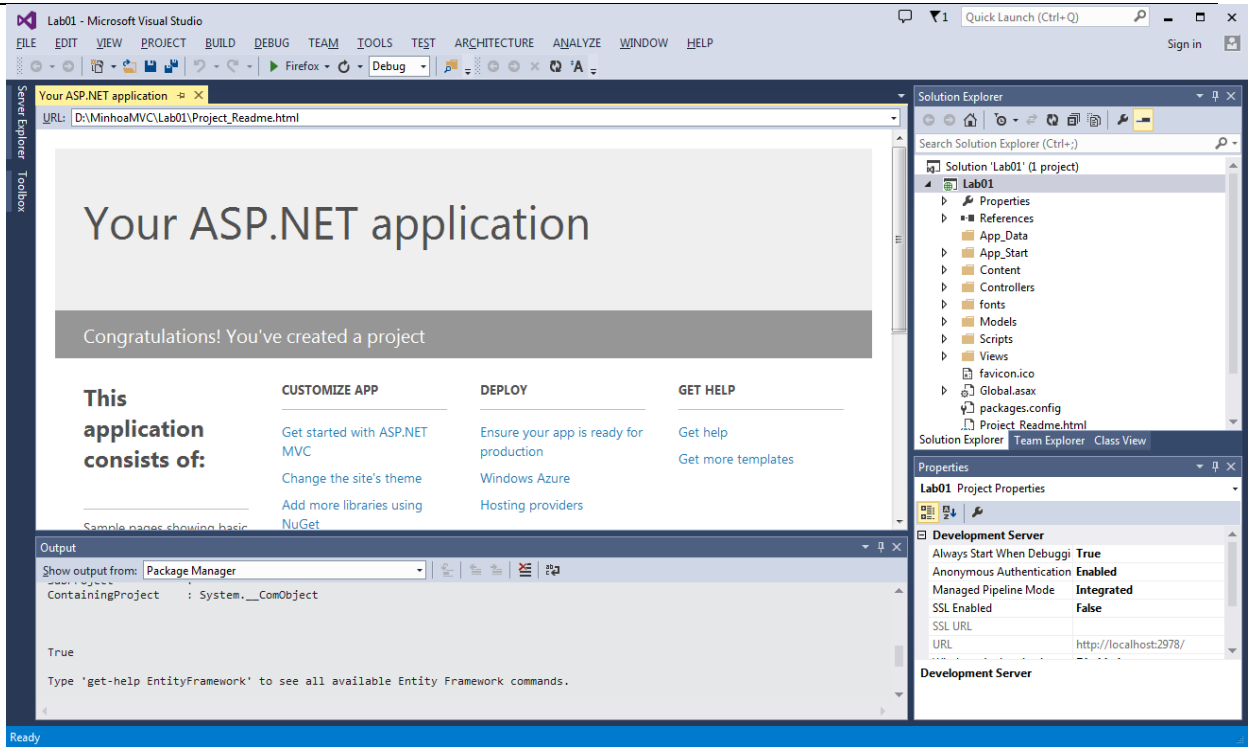 Lab01 - Microsoft Visual Studio
1
Quick Launch (Ctrl+Q)
FILE EDIT VIEW PROJECT BUILD DEBUG TEAM TOOLS TEST ARCHITECTURE ANALYZE WINDOW HELP
Sign in
Firefox
Debug
Server Explorer
Toolbox
Your ASP.NET application
URL: D:\MinhoaMVC\Lab01\Project_Readme.html
Your ASP.NET application
Congratulations! You've created a project
This
application
consists of:
Sample pages showing basic
CUSTOMIZE APP
Get started with ASP.NET
MVC
Change the site's theme
Add more libraries using
NuGet
DEPLOY
Ensure your app is ready for
production
Windows Azure
Hosting providers
GET HELP
Get help
Get more templates
Output
Show output from: Package Manager
SubProject :
ContainingProject : System.__ComObject
True
Type 'get-help EntityFramework' to see all available Entity Framework commands.
Solution Explorer
Search Solution Explorer (Ctrl+;)
Solution 'Lab01' (1 project)
Lab01
Properties
References
App_Data
App_Start
Content
Controllers
fonts
Models
Scripts
Views
favicon.ico
Global.asax
packages.config
Project_Readme.html
Solution Explorer Team Explorer Class View
Properties
Lab01 Project Properties
Development Server
Always Start When Debuggi True
Anonymous Authentication Enabled
Managed Pipeline Mode Integrated
SSL Enabled False
SSL URL
URL http://localhost:2978/
Development Server
Ready